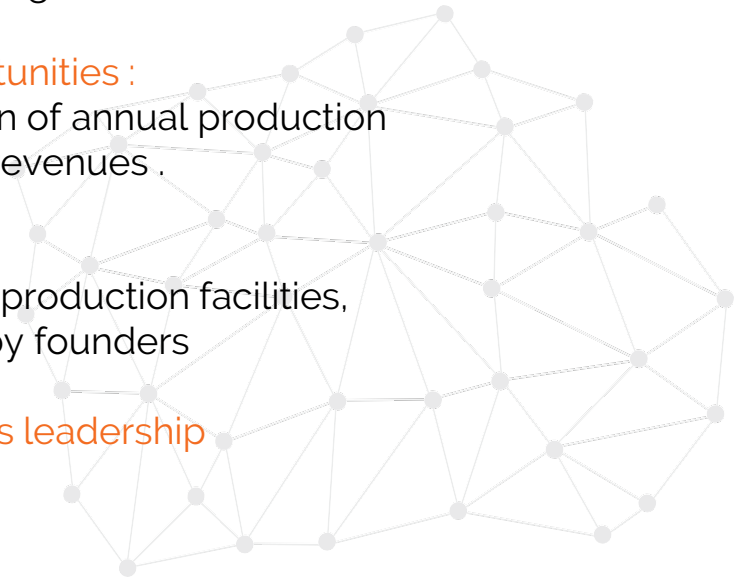 tunities :
n of annual production
evenues .
production facilities,
by founders
s leadership